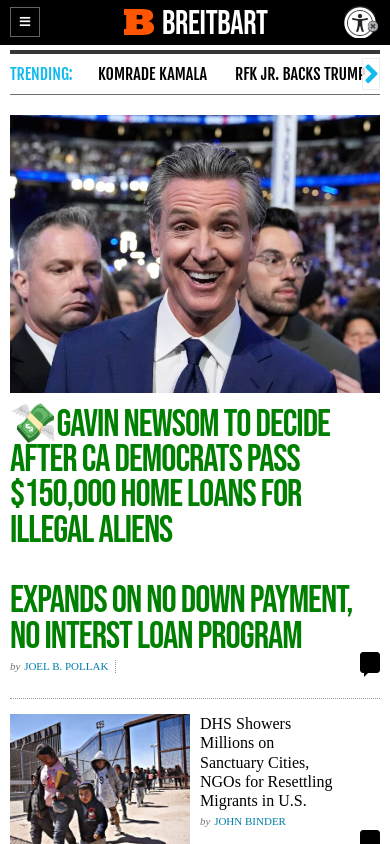 BREITBART
TRENDING: KOMRADE KAMALA RFK JR. BACKS TRUMP
GAVIN NEWSOM TO DECIDE
AFTER CA DEMOCRATS PASS
$150,000 HOME LOANS FOR
ILLEGAL ALIENS
EXPANDS ON NO DOWN PAYMENT,
NO INTERST LOAN PROGRAM
by JOEL B. POLLAK
DHS Showers
Millions on
Sanctuary Cities,
NGOs for Resettling
Migrants in U.S.
by JOHN BINDER